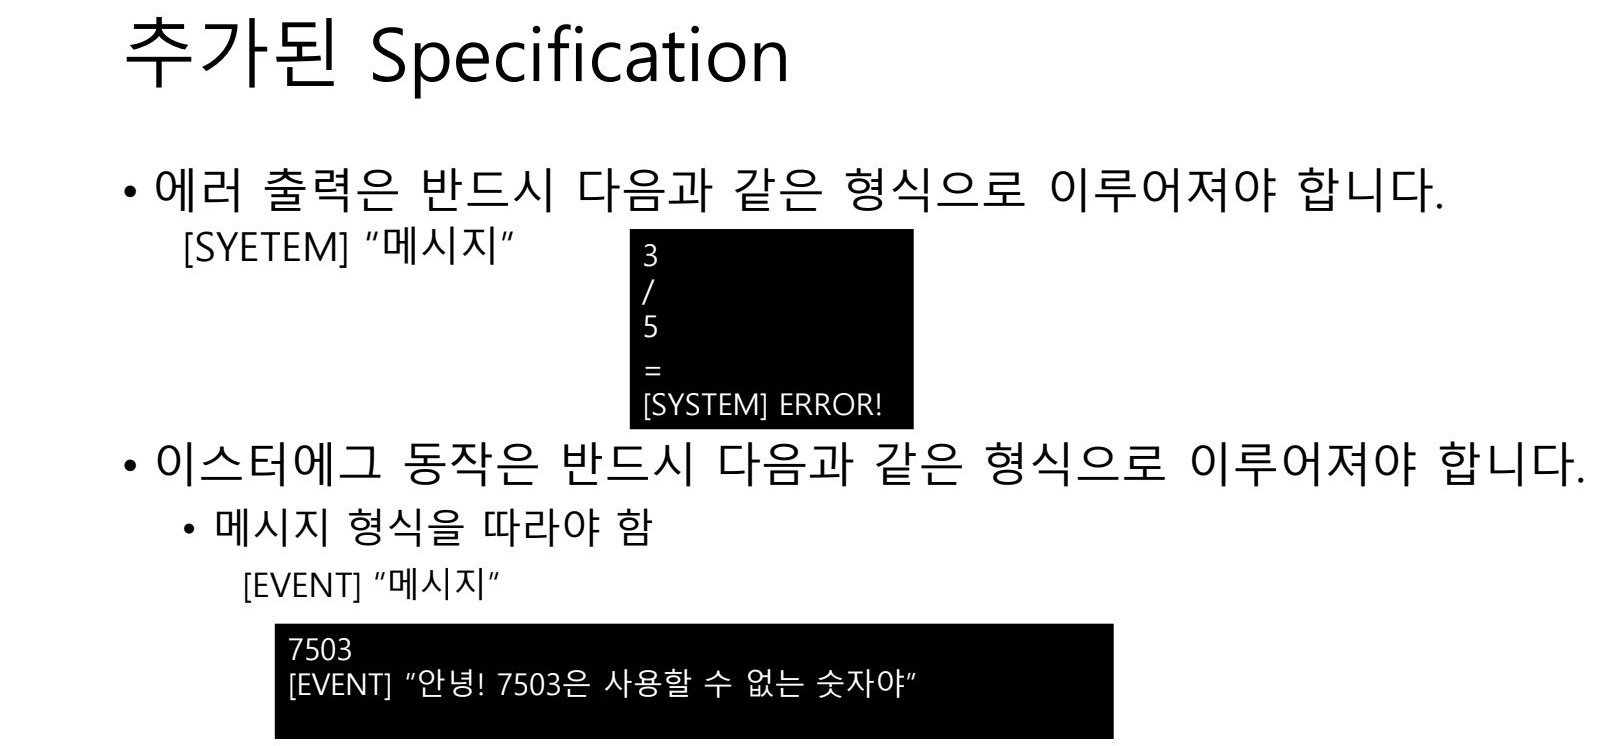 추가된 Specification
• 에러 출력은 반드시 다음과 같은 형식으로 이루어져야 합니다.
[SYETEM] "메시지"
3
/
5
=
[SYSTEM] ERROR!
• 이스터에그 동작은 반드시 다음과 같은 형식으로 이루어져야 합니다.
• 메시지 형식을 따라야 함
[EVENT] "메시지"
7503
[EVENT] "안녕! 7503은 사용할 수 없는 숫자야"